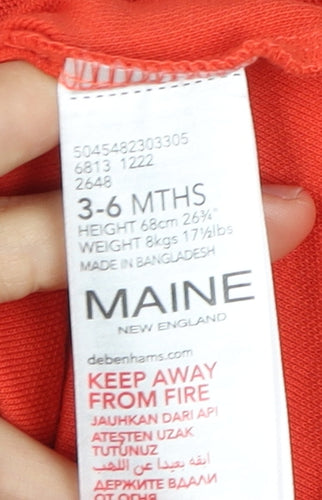 5045482303305
6813 1222
2648
3-6 MTHS
HEIGHT 68cm 26¾"
WEIGHT 8kgs 17½lbs
MADE IN BANGLADESH
MAINE
NEW ENGLAND
debenhams.com
KEEP AWAY
FROM FIRE
JAUHKAN DARI API
ATEŞTEN UZAK
TUTUNUZ
ابقه بعيدا عن اللهب
ДЕРЖИТЕ ВДАЛИ
ОТ ОГНЯ